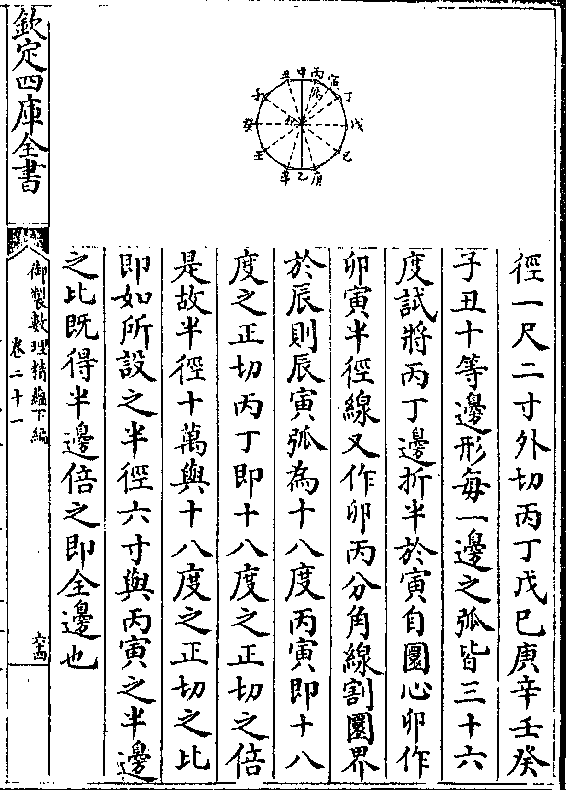 徑一尺二寸外切丙丁戊巳庚辛壬癸
子丑十等邊形每一邊之弧皆三十六
度試將丙丁邊折半於寅自圜心卯作
卯寅半徑線又作卯丙分角線割圜界
於辰則辰寅弧為十八度丙寅即十八
度之正切丙丁即十八度之正切之倍
是故半徑十萬與十八度之正切之比
即如所設之半徑六寸與丙寅之半邊
之比既得半邊倍之即全邊也
欽定四庫全書
御製數理精蘊下編
卷二十一
甲
丙
寅
丁
戊
巳
庚
乙
辛
壬
癸
子
丑